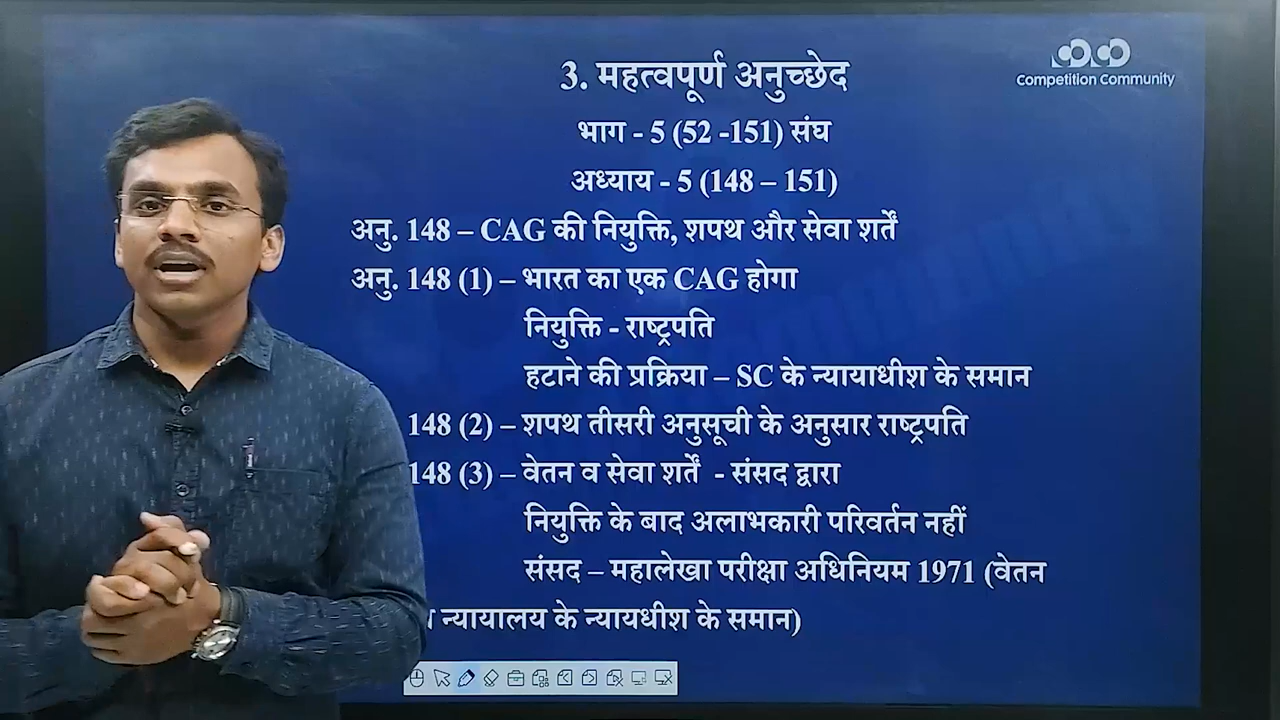 3. महत्वपूर्ण अनुच्छेद
Competition Community
भाग - 5 (52 -151) संघ
अध्याय - 5 (148 – 151)
अनु. 148 – CAG की नियुक्ति, शपथ और सेवा शर्तें
अनु. 148 (1) – भारत का एक CAG होगा
नियुक्ति - राष्ट्रपति
हटाने की प्रक्रिया – SC के न्यायाधीश के समान
148 (2) – शपथ तीसरी अनुसूची के अनुसार राष्ट्रपति
148 (3) – वेतन व सेवा शर्तें - संसद द्वारा
नियुक्ति के बाद अलाभकारी परिवर्तन नहीं
संसद – महालेखा परीक्षा अधिनियम 1971 (वेतन
न्यायालय के न्यायधीश के समान)